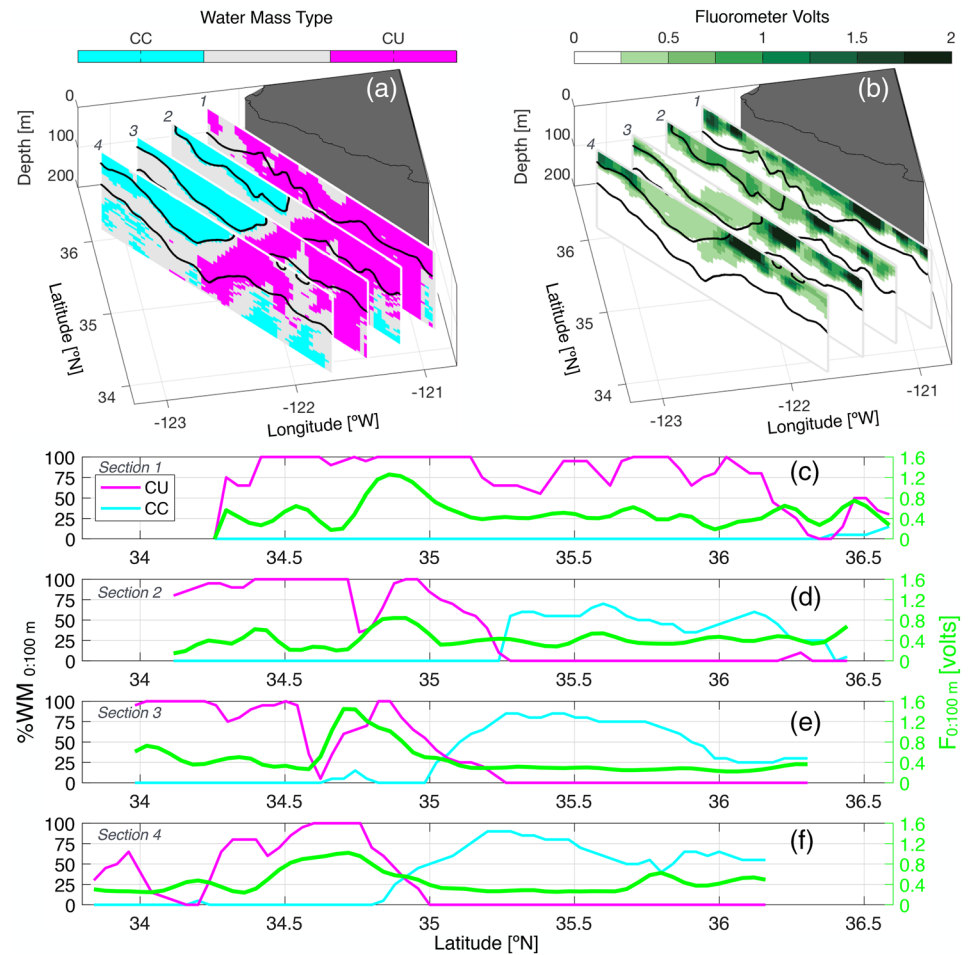 Water Mass Type
CC CU
Fluorometer Volts
0 0.5 1 1.5 2
(a)
1
2
3
4
0
100
200
Depth [m]
36
35
34
Latitude [ºN]
-123
-122
-121
Longitude [ºW]
(b)
1
2
3
4
0
100
200
Depth [m]
36
35
34
Latitude [ºN]
-123
-122
-121
Longitude [ºW]
%WM 0:100 m
F0:100 m [volts]
100
75
50
25
0
Section 1
CU
CC
(c)
1.6
1.2
0.8
0.4
0
34 34.5 35 35.5 36 36.5
100
75
50
25
0
Section 2
(d)
1.6
1.2
0.8
0.4
0
34 34.5 35 35.5 36 36.5
100
75
50
25
0
Section 3
(e)
1.6
1.2
0.8
0.4
0
34 34.5 35 35.5 36 36.5
100
75
50
25
0
Section 4
(f)
1.6
1.2
0.8
0.4
0
34 34.5 35 35.5 36 36.5
Latitude [ºN]